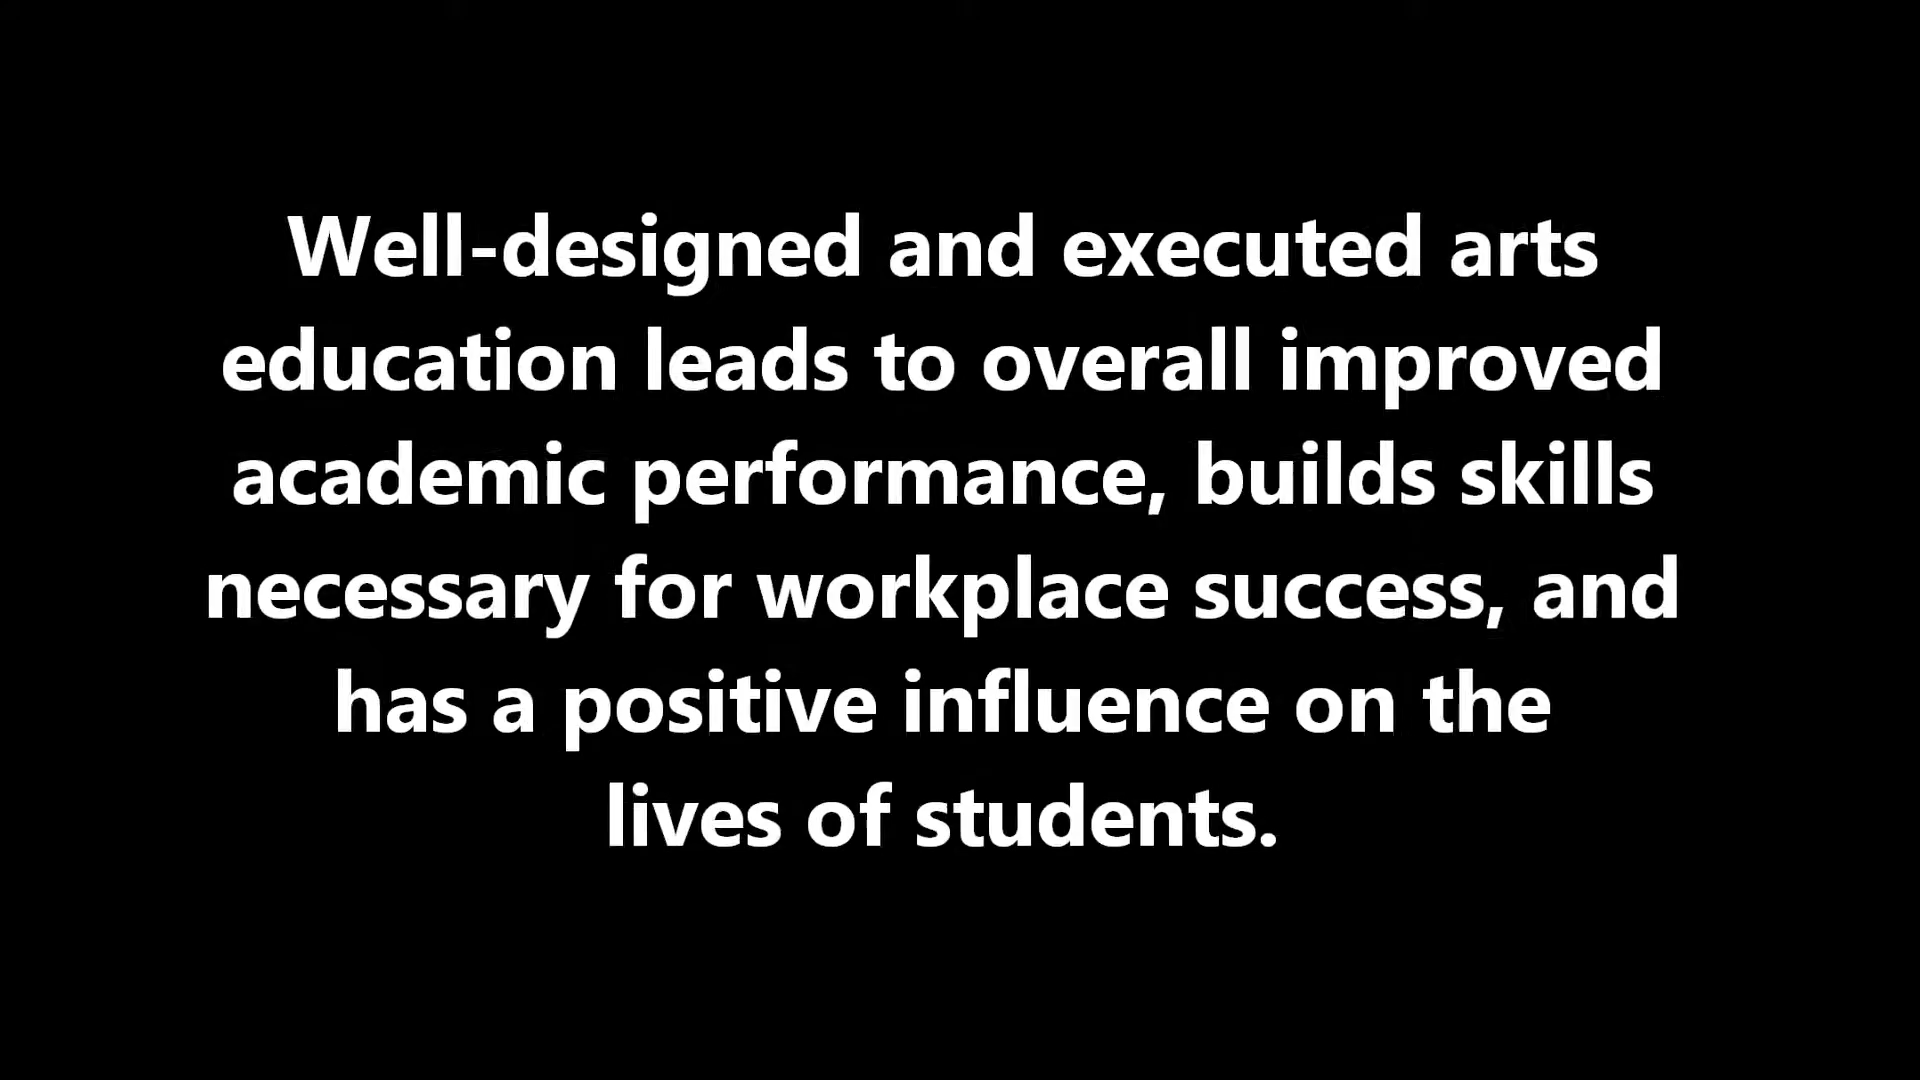 Well-designed and executed arts
education leads to overall improved
academic performance, builds skills
necessary for workplace success, and
has a positive influence on the
lives of students.